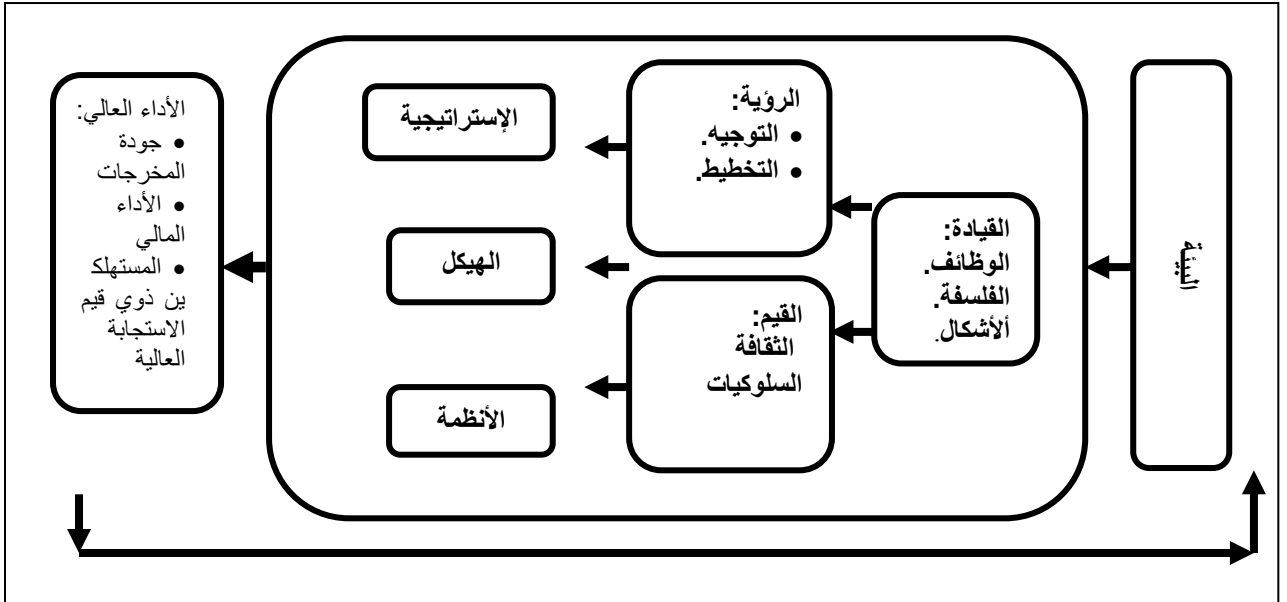 البيئة
القيادة:
الوظائف.
الفلسفة.
ألأشكال.
الرؤية:
• التوجيه.
• التخطيط.
القيم:
الثقافة
السلوكيات
الإستراتيجية
الهيكل
الأنظمة
الأداء العالي:
• جودة
المخرجات
• الأداء
المالي
• المستهلك
ين ذوي قيم
الاستجابة
العالية